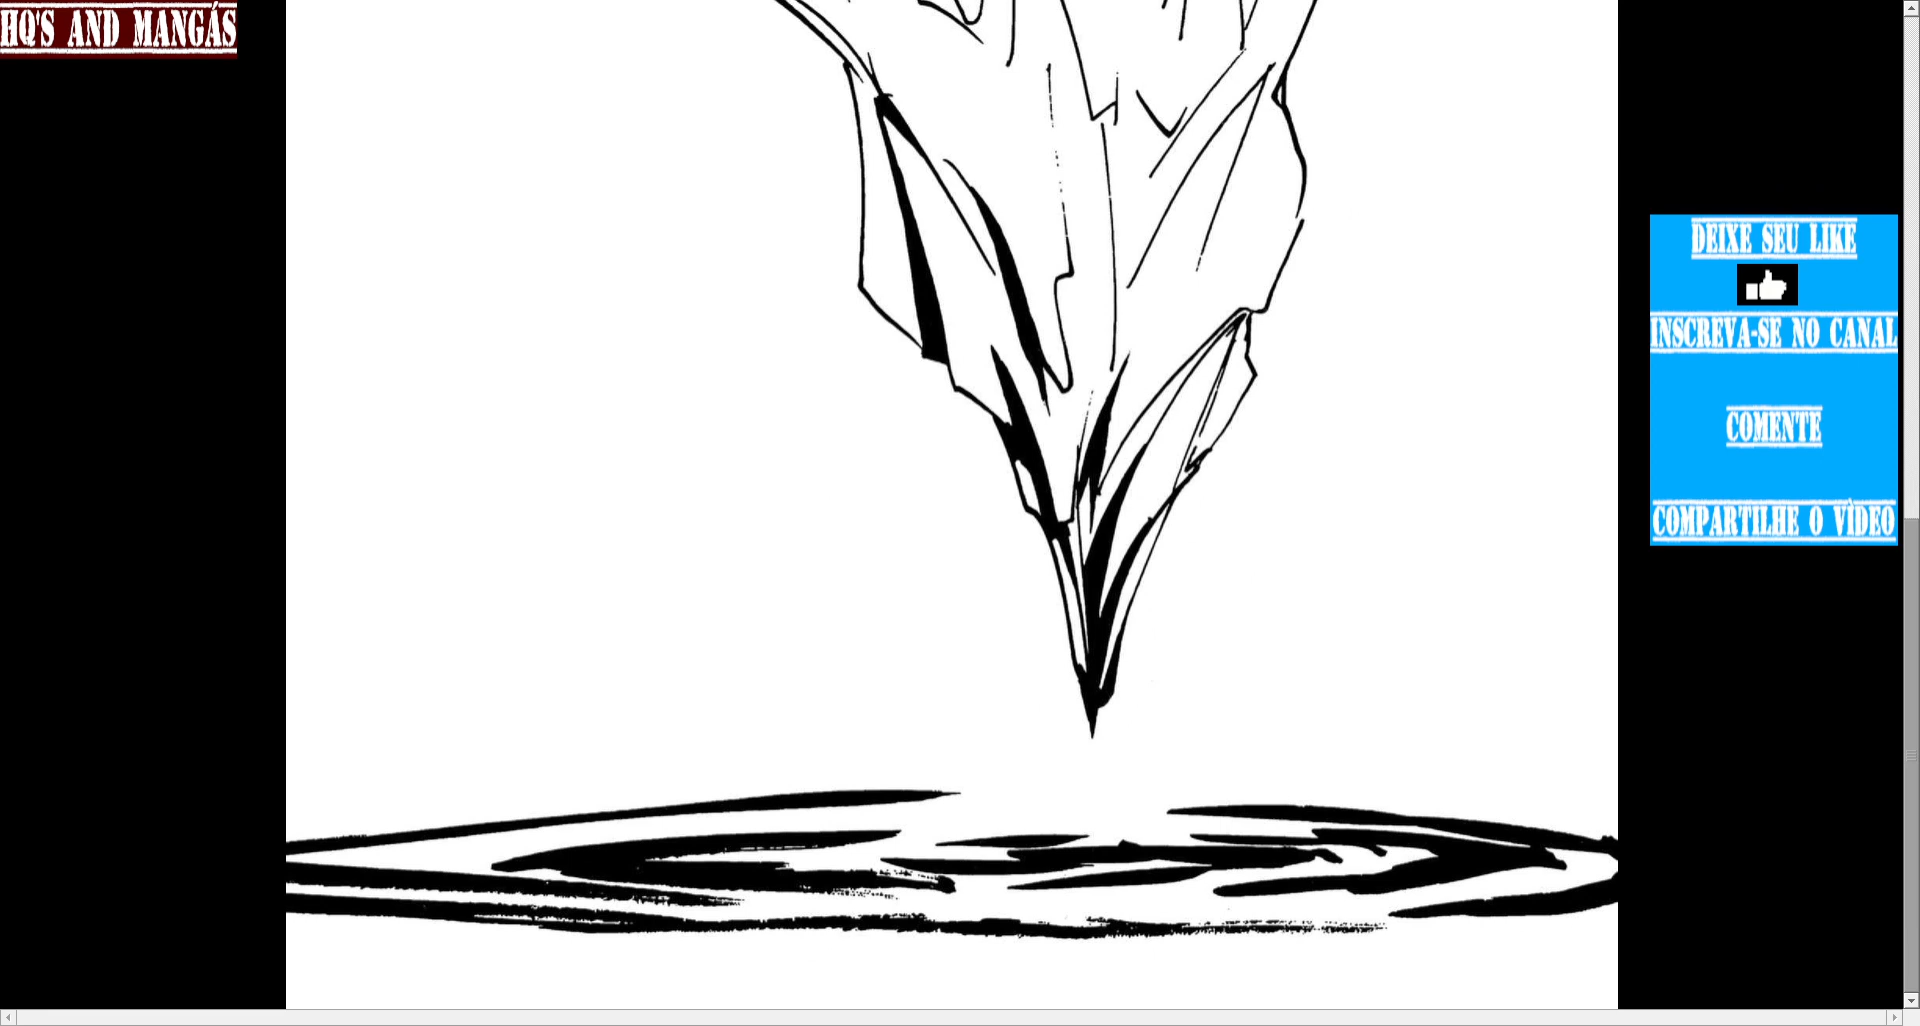 HQ'S AND MANGÁS
DEIXE SEU LIKE
INSCREVA-SE NO CANAL
COMENTE
COMPARTILHE O VÍDEO